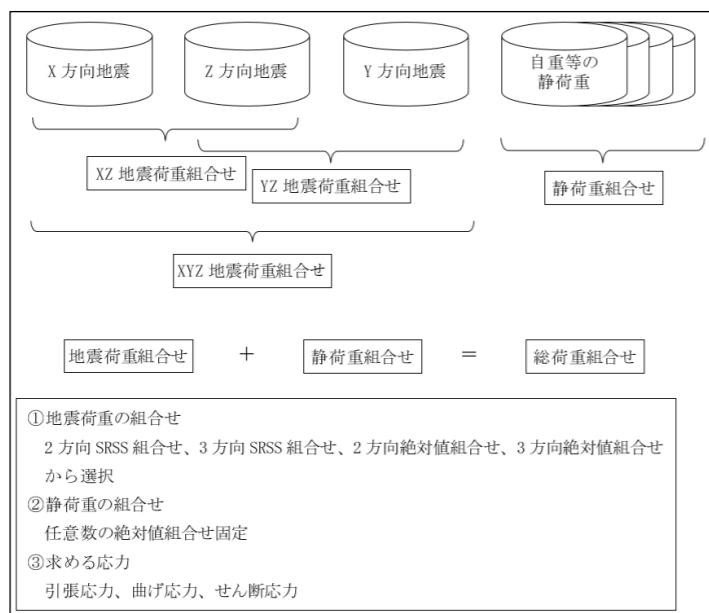 X 方向地震
Z 方向地震
Y 方向地震
自重等の
静荷重
XZ 地震荷重組合せ
YZ 地震荷重組合せ
静荷重組合せ
XYZ 地震荷重組合せ
地震荷重組合せ + 静荷重組合せ = 総荷重組合せ
①地震荷重の組合せ
2 方向 SRSS 組合せ、3 方向 SRSS 組合せ、2 方向絶対値組合せ、3 方向絶対値組合せ
から選択
②静荷重の組合せ
任意数の絶対値組合せ固定
③求める応力
引張応力、曲げ応力、せん断応力